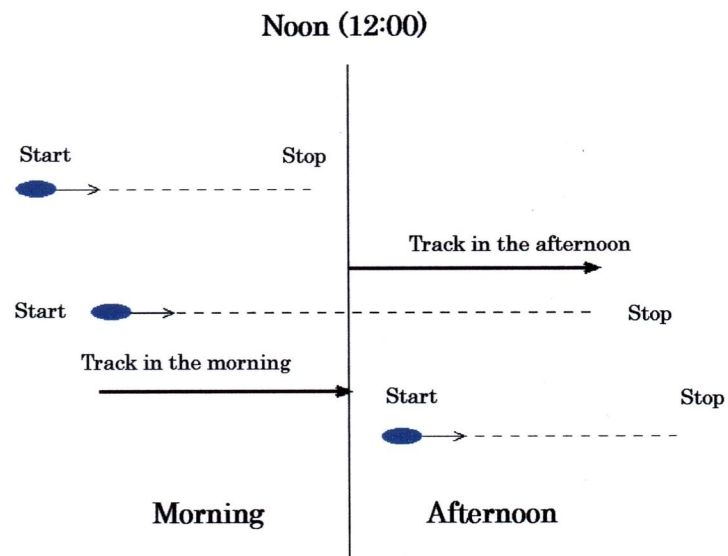 Noon (12:00)
Start
Stop
Track in the afternoon
Start
Stop
Track in the morning
Start
Stop
Morning
Afternoon